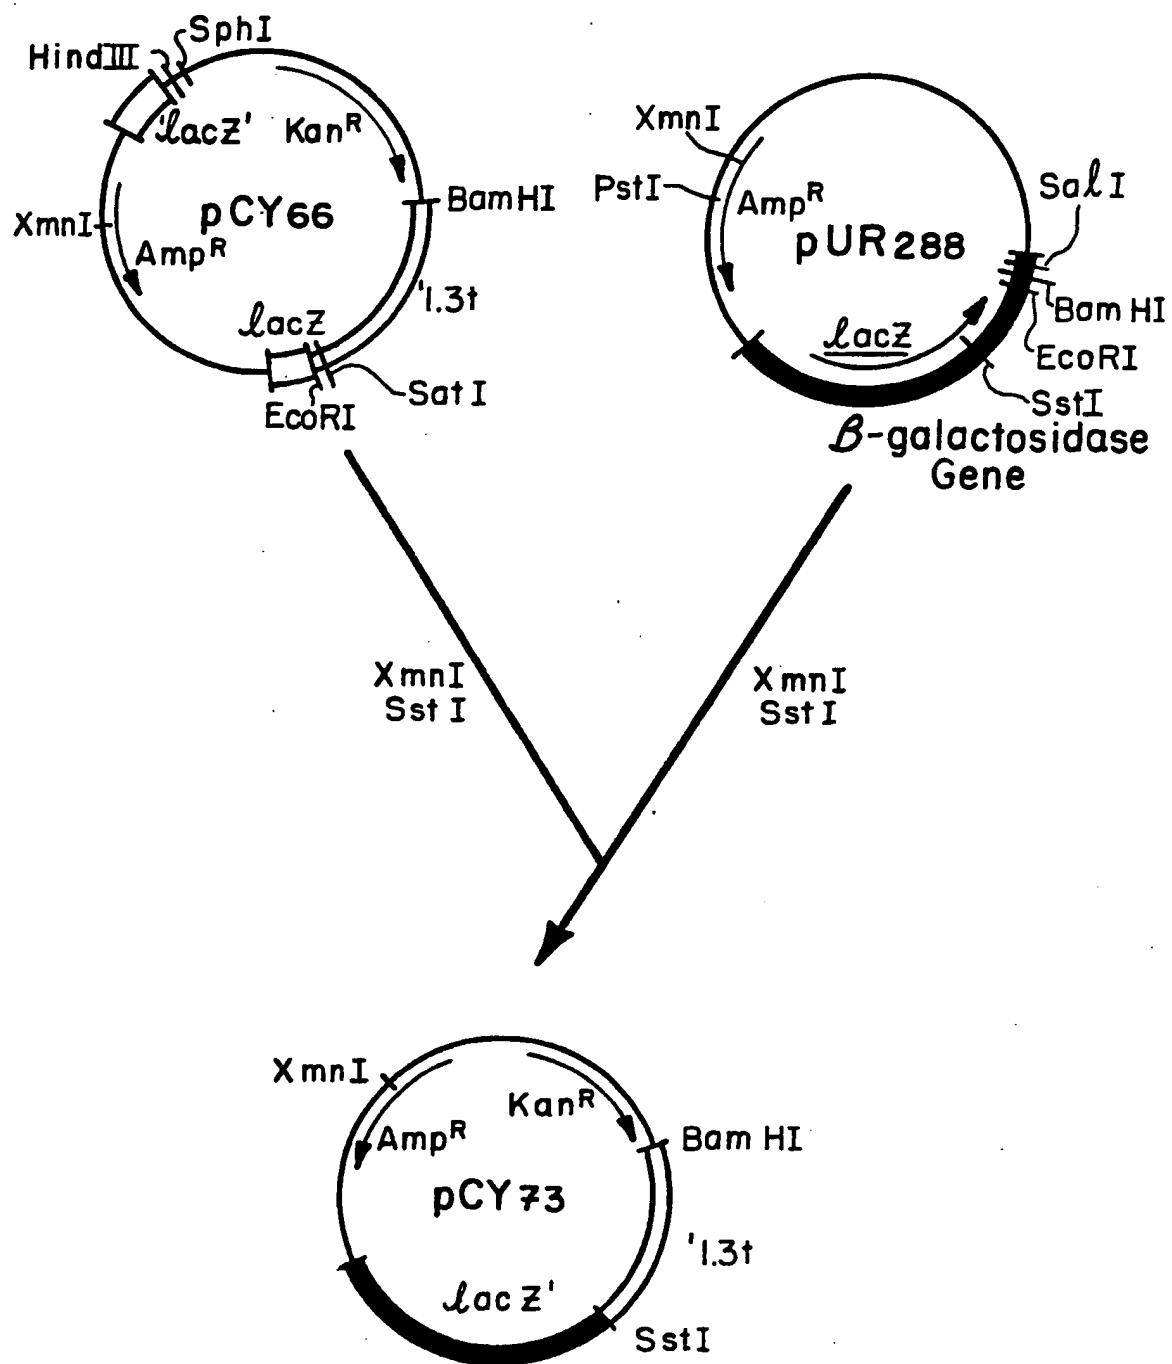 SphI
HindIII
'lacZ'
KanR
XmnI
pCY66
BamHI
AmpR
'1.3t
lacZ
EcoRI
SatI
XmnI
PstI
AmpR
pUR288
SalI
BamHI
EcoRI
lacZ
SstI
β-galactosidase
Gene
XmnI
SstI
XmnI
SstI
XmnI
KanR
AmpR
BamHI
pCY73
'1.3t
lacZ'
SstI